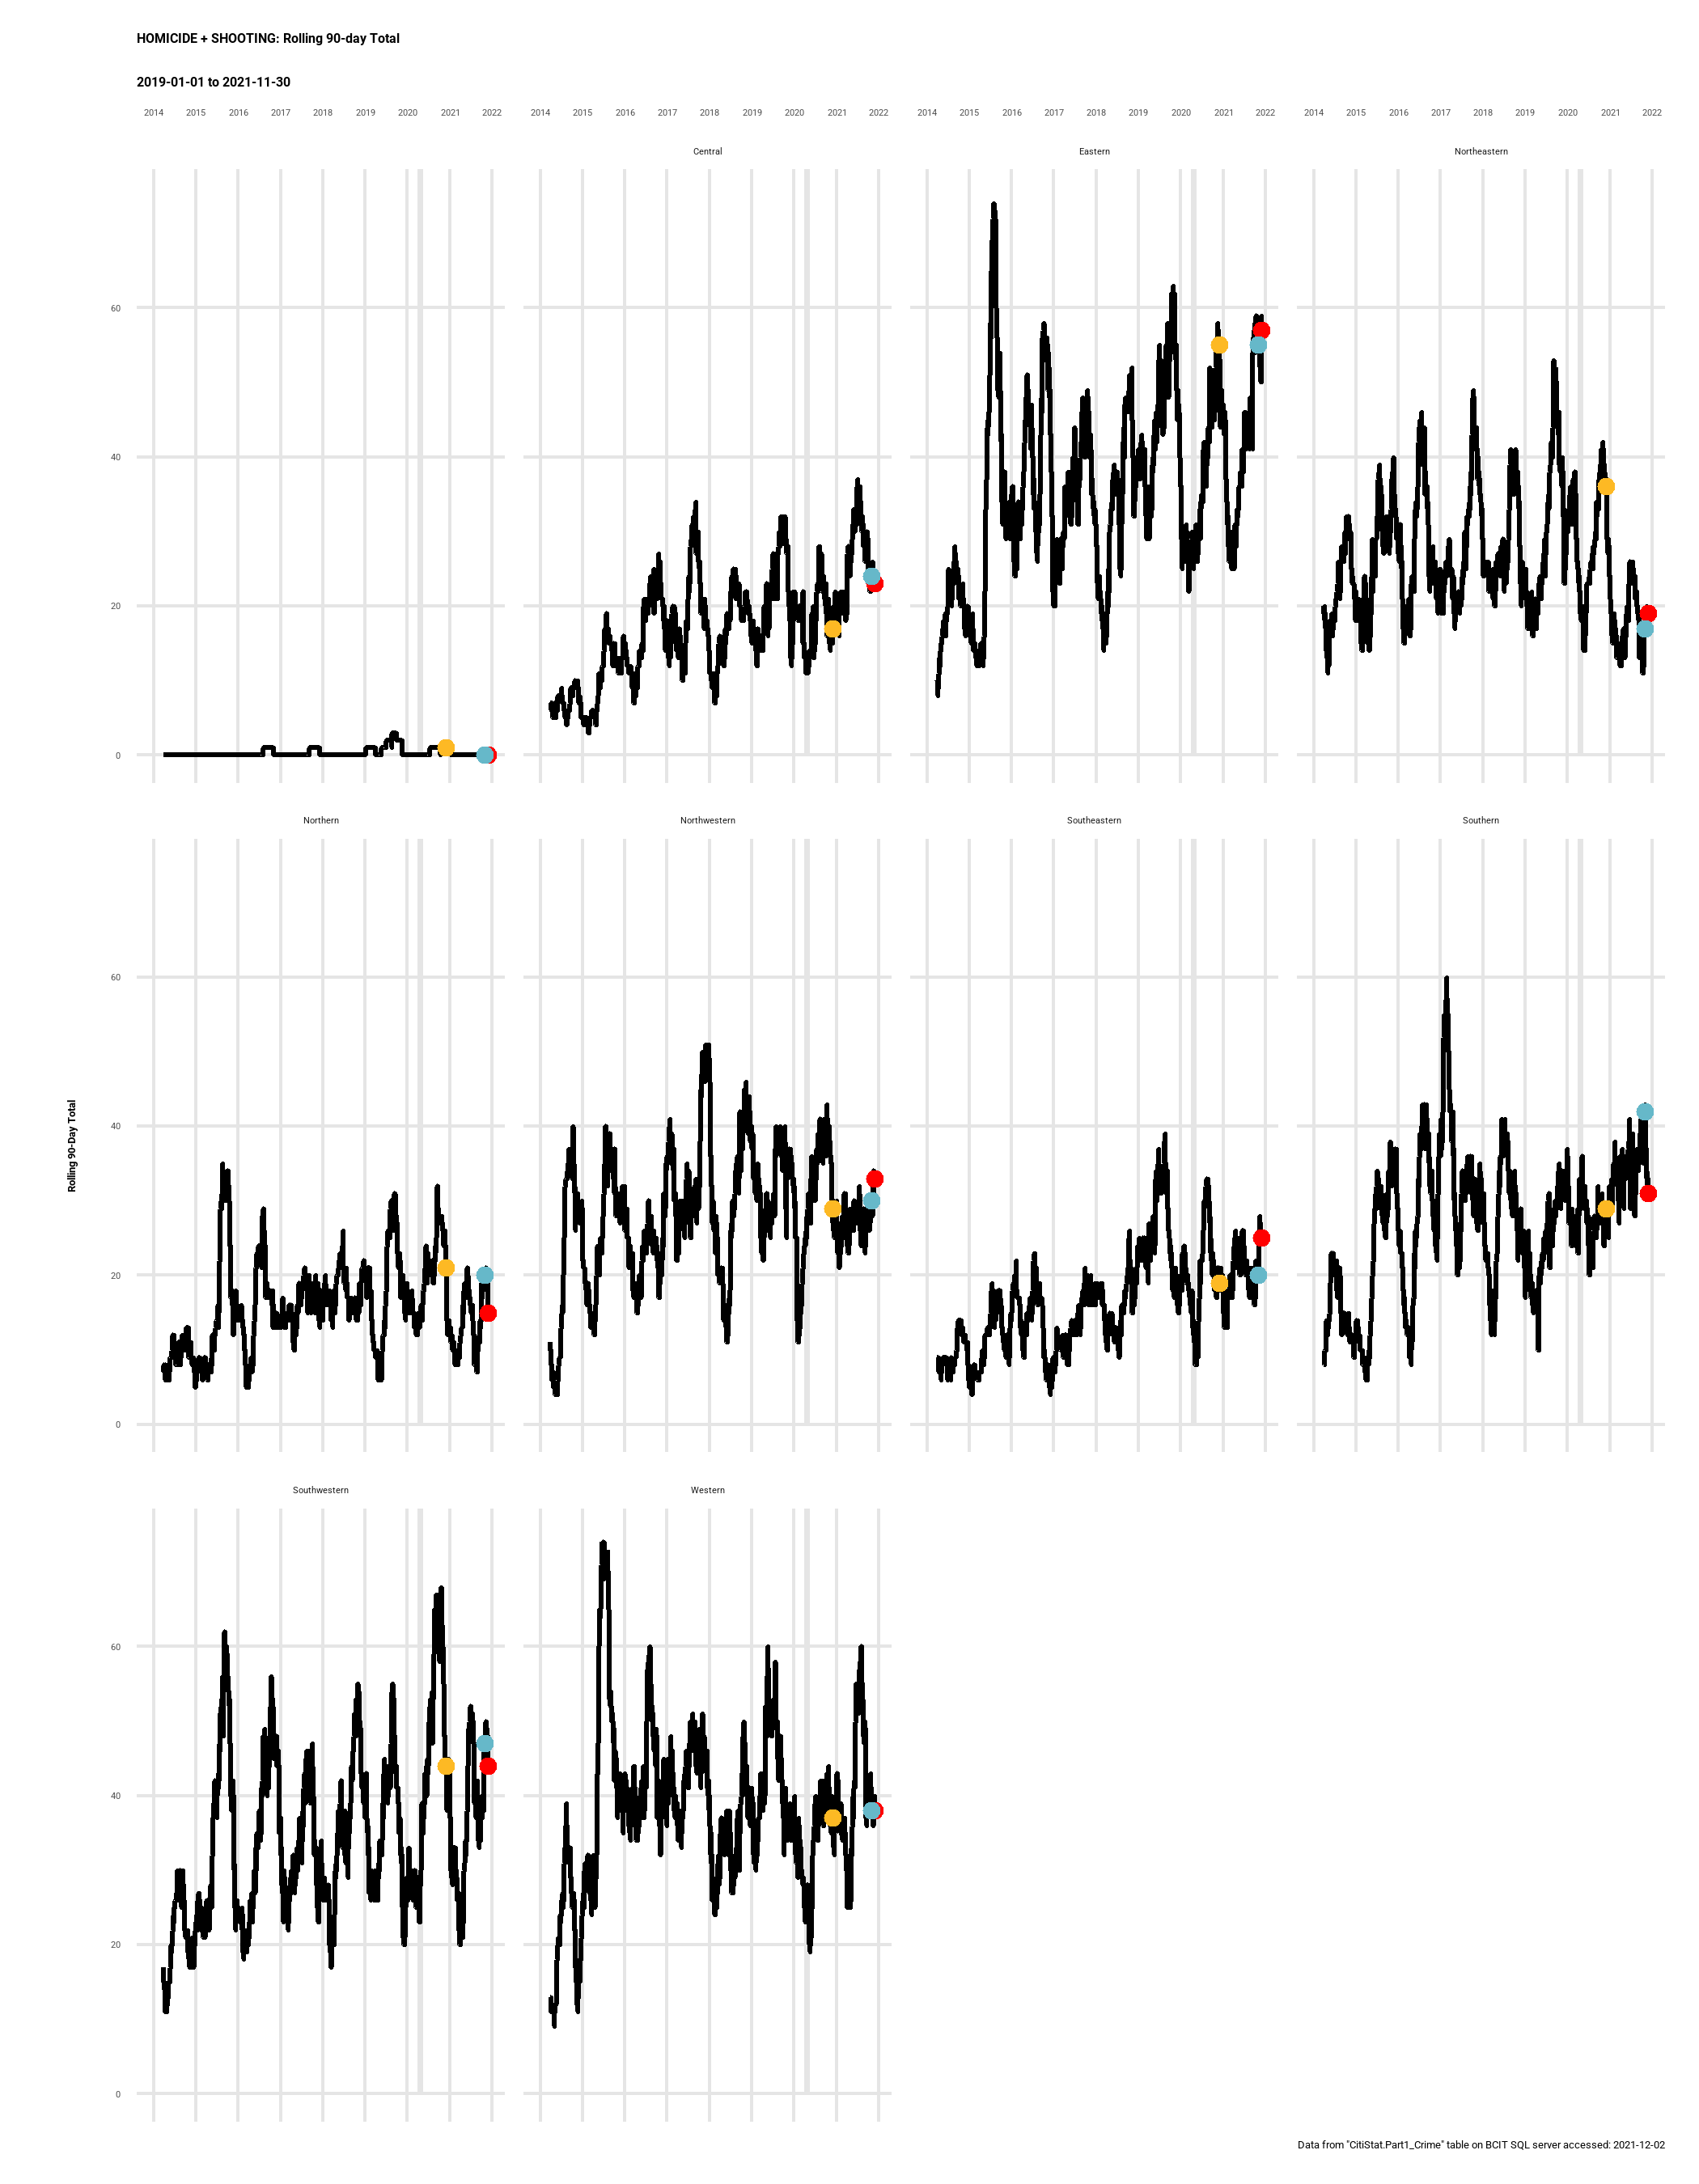 HOMICIDE + SHOOTING: Rolling 90-day Total
2019-01-01 to 2021-11-30
2014 2015 2016 2017 2018 2019 2020 2021 2022 2014 2015 2016 2017 2018 2019 2020 2021 2022 2014 2015 2016 2017 2018 2019 2020 2021 2022 2014 2015 2016 2017 2018 2019 2020 2021 2022
Central Eastern Northeastern
60
40
20
0
Northern Northwestern Southeastern Southern
60
40
20
0
Rolling 90-Day Total
Southwestern Western
60
40
20
0
Data from "CitiStat.Part1_Crime" table on BCIT SQL server accessed: 2021-12-02